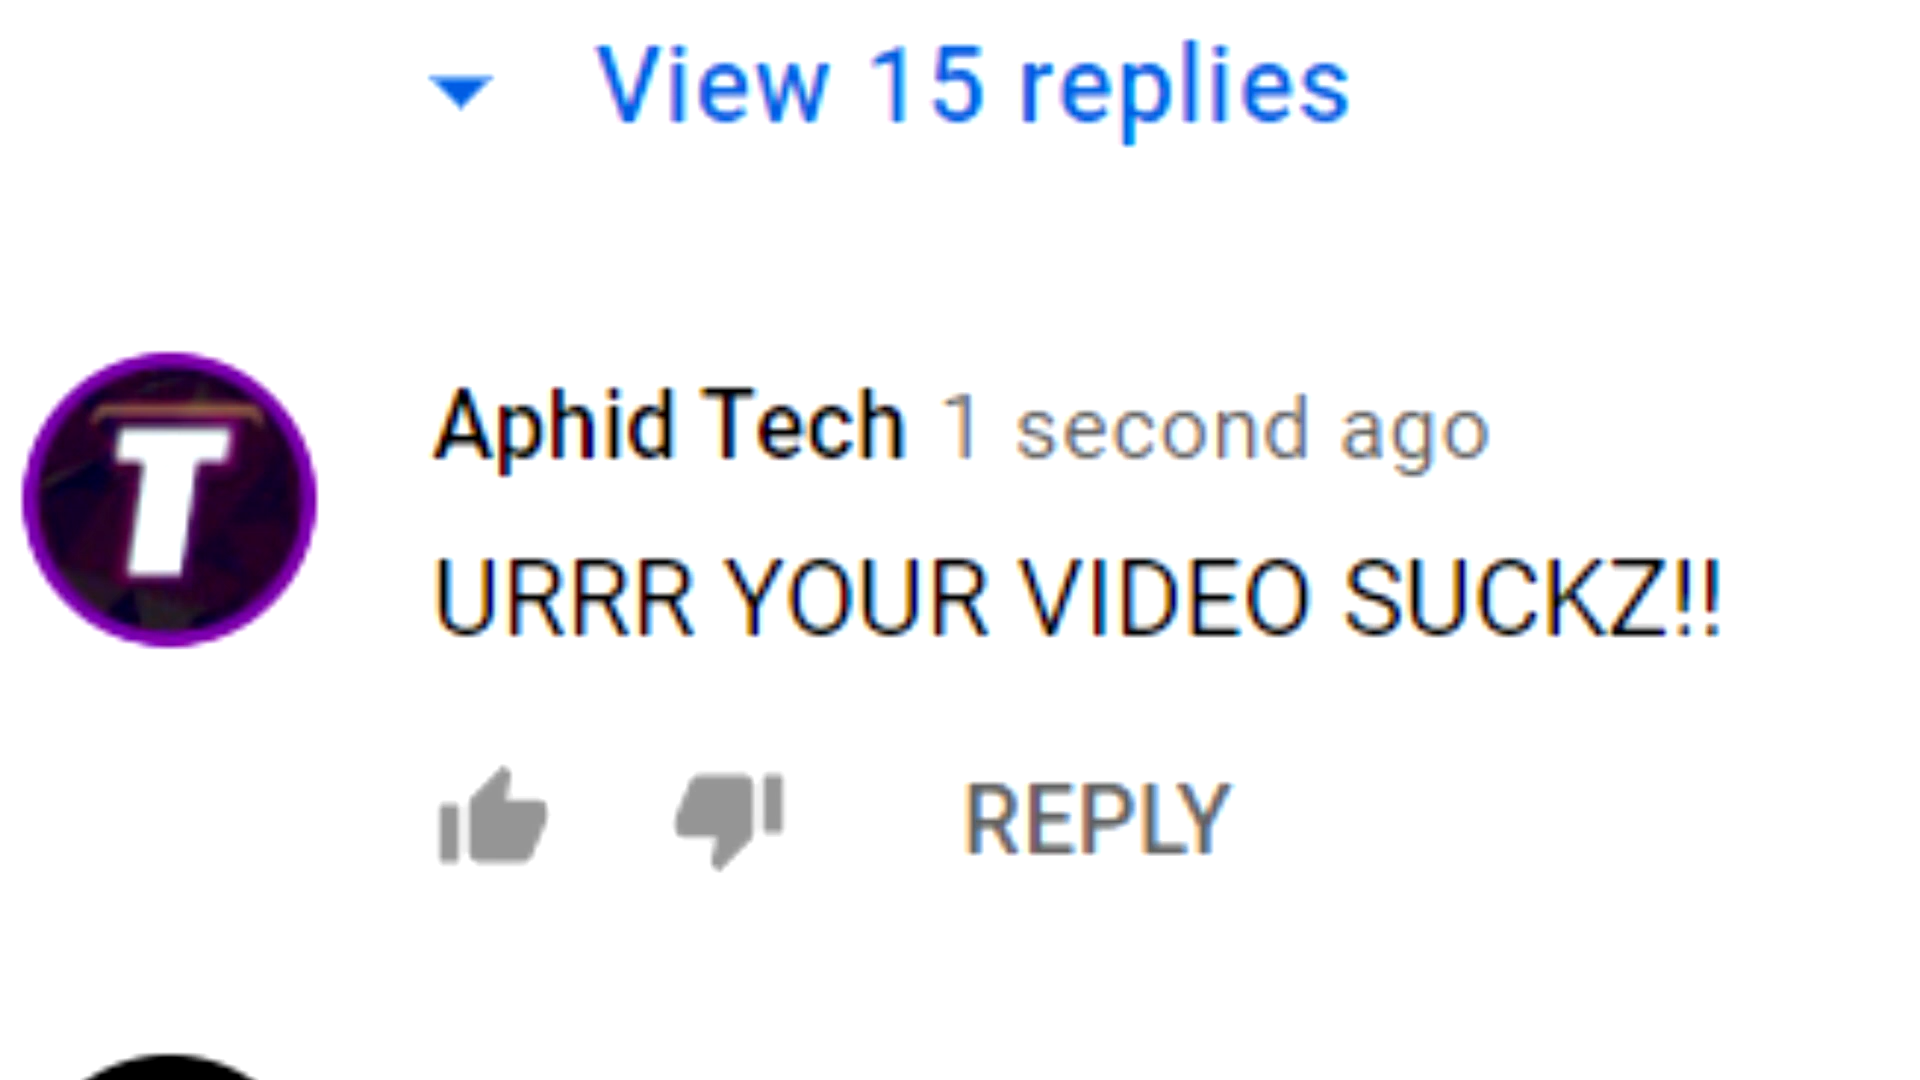 View 15 replies
T
Aphid Tech 1 second ago
URRR YOUR VIDEO SUCKZ!!
REPLY